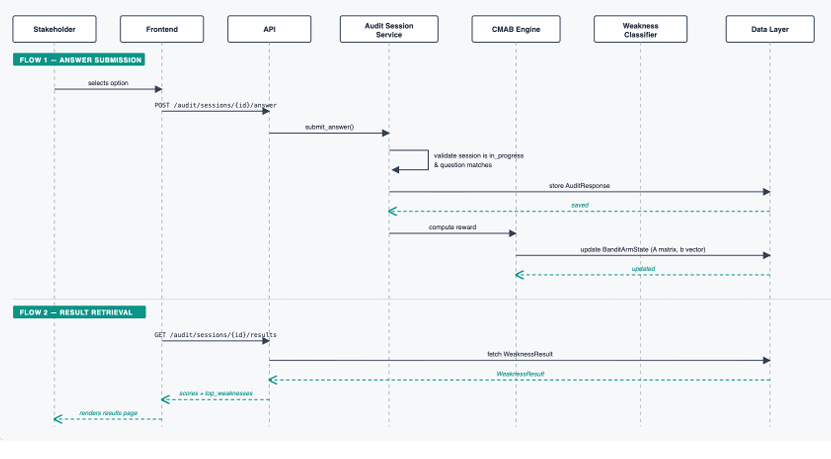 Stakeholder
Frontend
API
Audit Session
Service
CMAB Engine
Weakness
Classifier
Data Layer
FLOW 1 — ANSWER SUBMISSION
selects option
POST /audit/sessions/{id}/answer
submit_answer()
validate session is in_progress
& question matches
store AuditResponse
saved
compute reward
update BanditArmState (A matrix, b vector)
updated
FLOW 2 — RESULT RETRIEVAL
GET /audit/sessions/{id}/results
fetch WeaknessResult
WeaknessResult
scores + top_weaknesses
renders results page